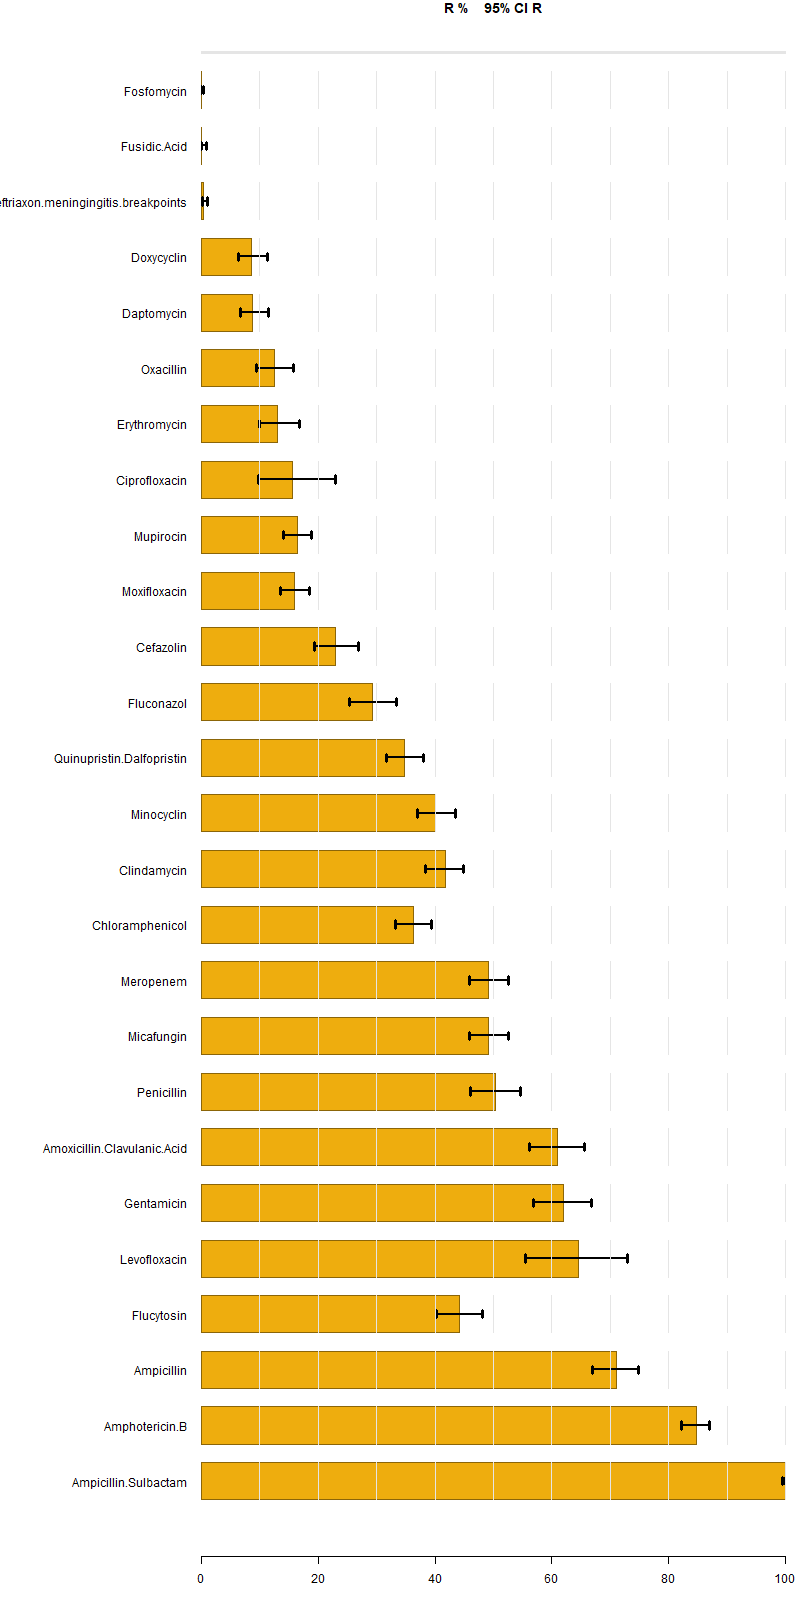 R % 95% CI R
Fosfomycin
Fusidic.Acid
eftriaxon.meningingitis.breakpoints
Doxycyclin
Daptomycin
Oxacillin
Erythromycin
Ciprofloxacin
Mupirocin
Moxifloxacin
Cefazolin
Fluconazol
Quinupristin.Dalfopristin
Minocyclin
Clindamycin
Chloramphenicol
Meropenem
Micafungin
Penicillin
Amoxicillin.Clavulanic.Acid
Gentamicin
Levofloxacin
Flucytosin
Ampicillin
Amphotericin.B
Ampicillin.Sulbactam
0 20 40 60 80 100